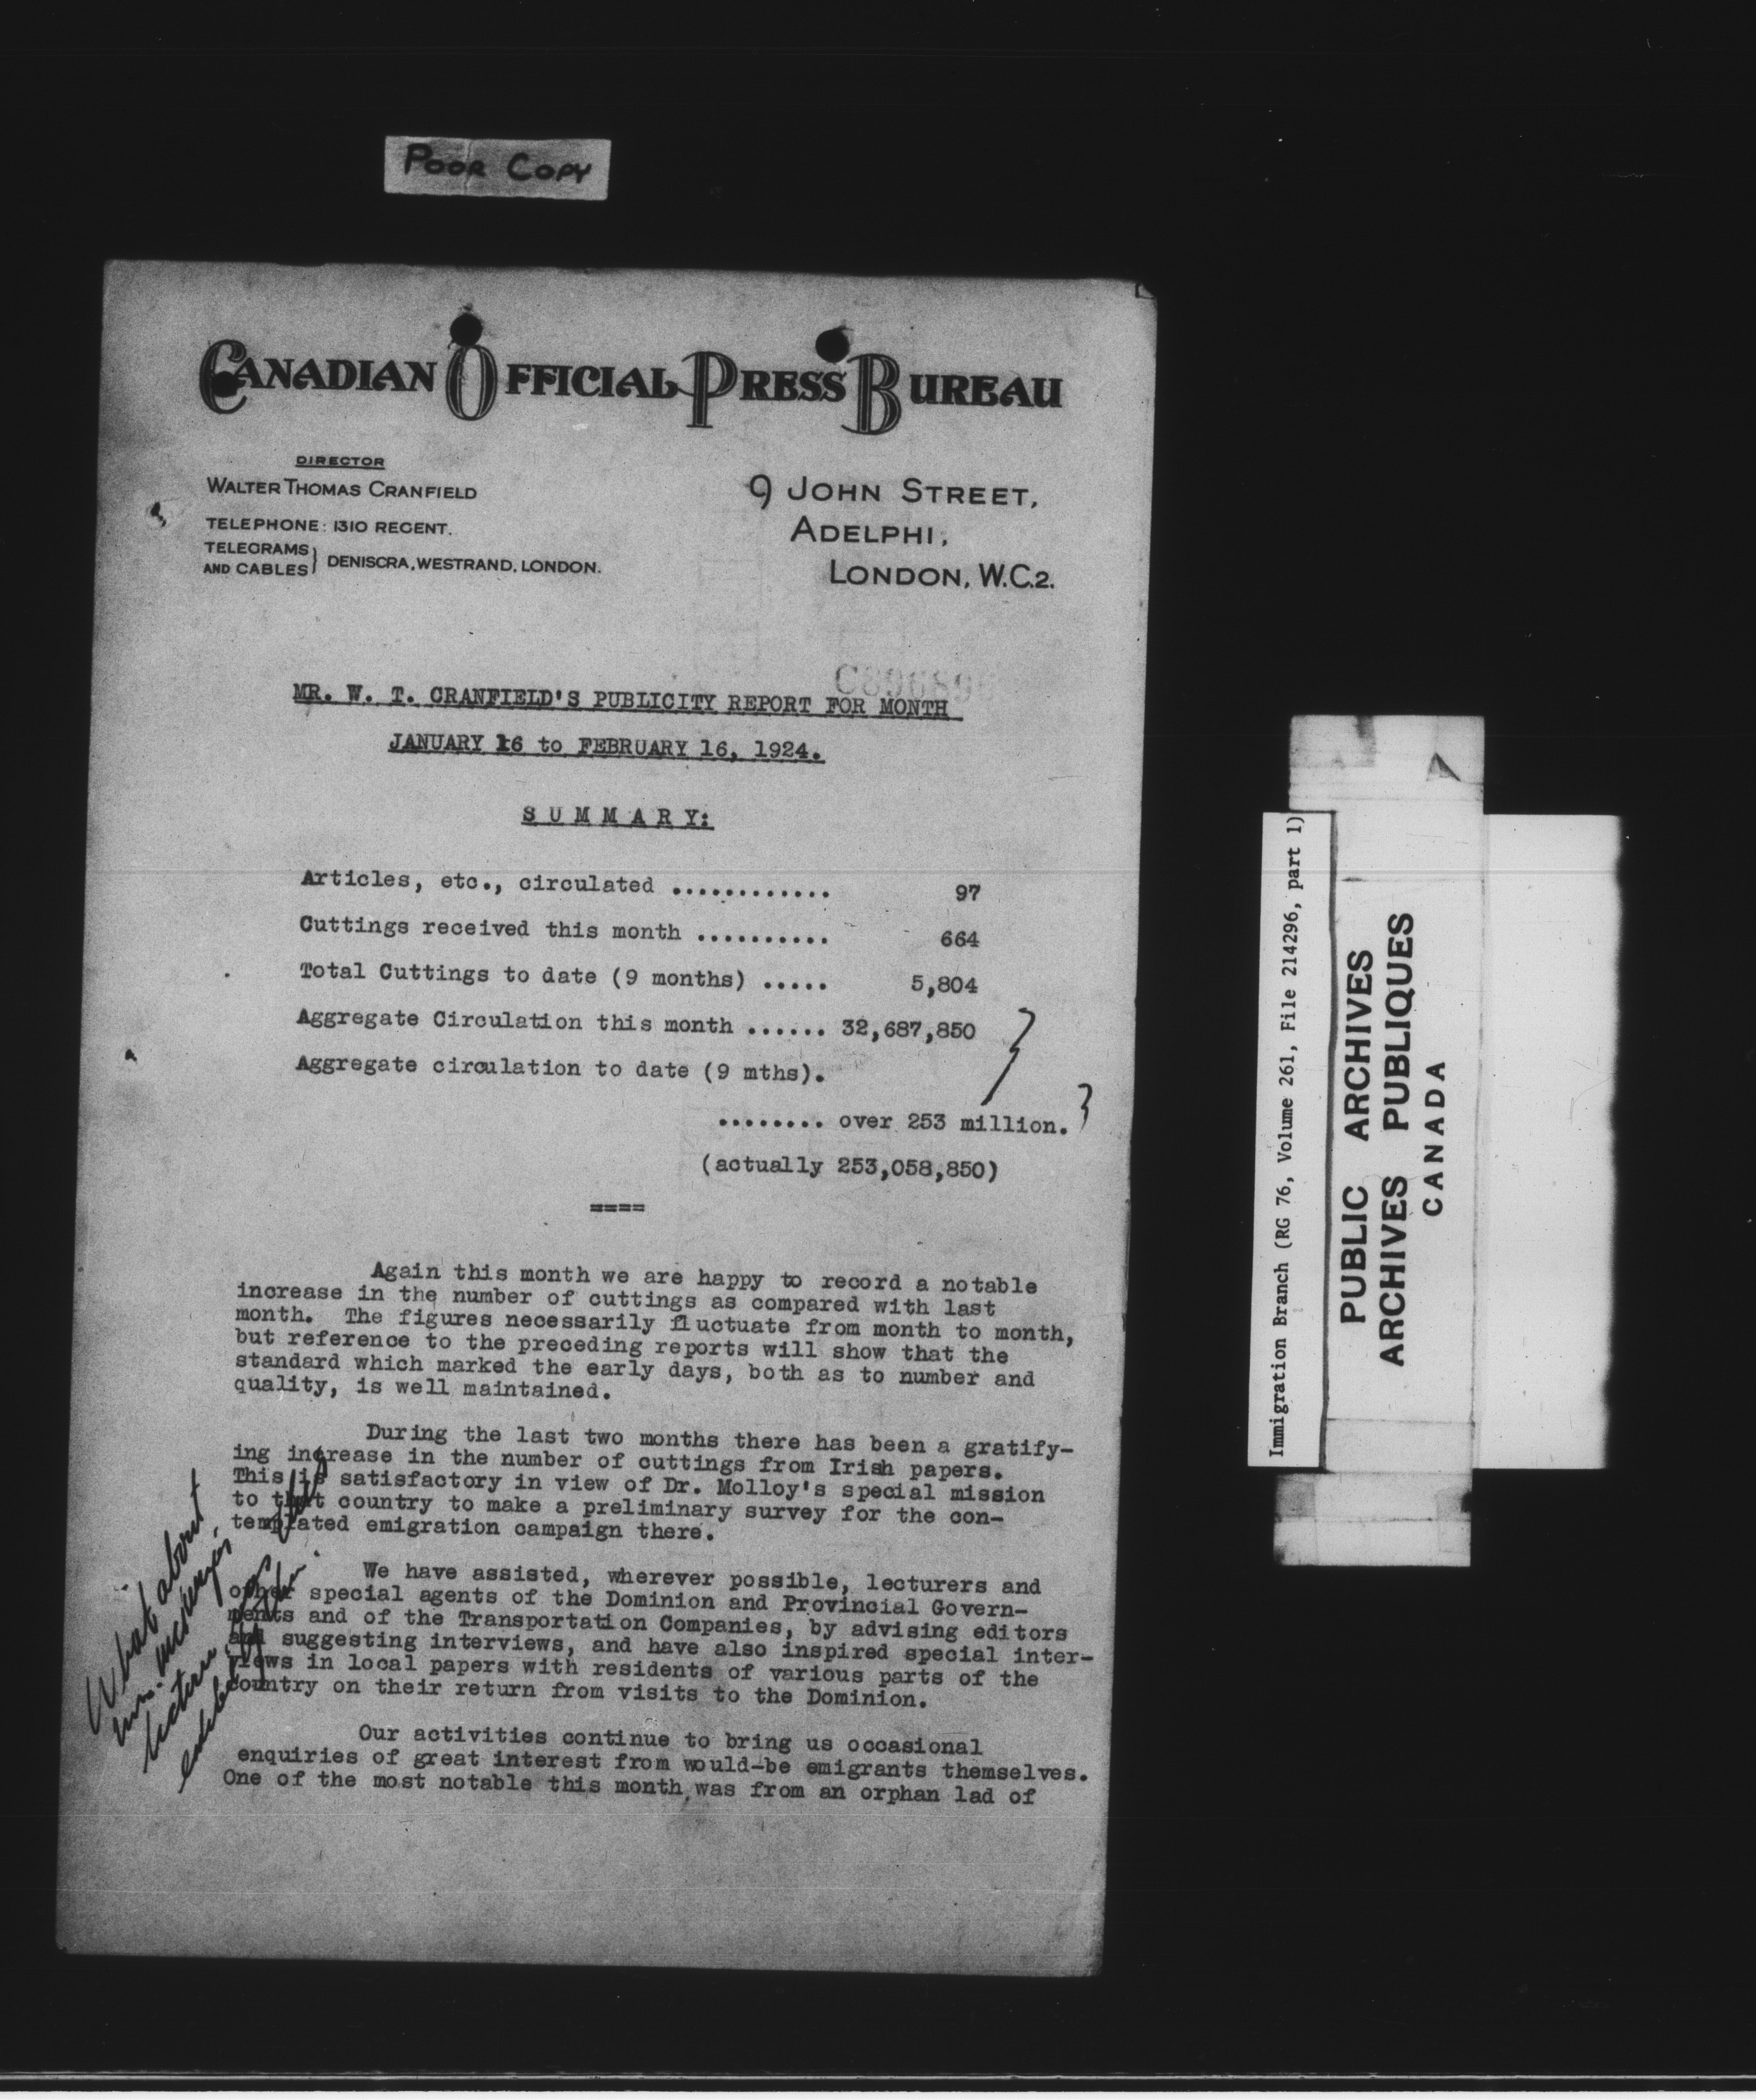 POOR COPY
CANADIAN OFFICIAL PRESS BUREAU
DIRECTOR
WALTER THOMAS CRANFIELD
TELEPHONE: 1310 REGENT.
TELEGRAMS AND CABLES } DENISCRA, WESTRAND, LONDON.
9 JOHN STREET,
ADELPHI,
LONDON, W.C.2.
MR. W. T. CRANFIELD'S PUBLICITY REPORT FOR MONTH
JANUARY 16 to FEBRUARY 16, 1924.
S U M M A R Y:
Articles, etc., circulated ............ 97
Cuttings received this month .......... 664
Total Cuttings to date (9 months) ..... 5,804
Aggregate Circulation this month ...... 32,687,850
Aggregate circulation to date (9 mths).
........ over 253 million.
(actually 253,058,850)
====
Again this month we are happy to record a notable
increase in the number of cuttings as compared with last
month. The figures necessarily fluctuate from month to month,
but reference to the preceding reports will show that the
standard which marked the early days, both as to number and
quality, is well maintained.
During the last two months there has been a gratify-
ing increase in the number of cuttings from Irish papers.
This is satisfactory in view of Dr. Molloy's special mission
to that country to make a preliminary survey for the con-
templated emigration campaign there.
We have assisted, wherever possible, lecturers and
other special agents of the Dominion and Provincial Govern-
ments and of the Transportation Companies, by advising editors
and suggesting interviews, and have also inspired special inter-
views in local papers with residents of various parts of the
country on their return from visits to the Dominion.
Our activities continue to bring us occasional
enquiries of great interest from would-be emigrants themselves.
One of the most notable this month was from an orphan lad of
What about
lecture
Immigration Branch (RG 76, Volume 261, File 214296, part 1)
PUBLIC ARCHIVES
ARCHIVES PUBLIQUES
CANADA